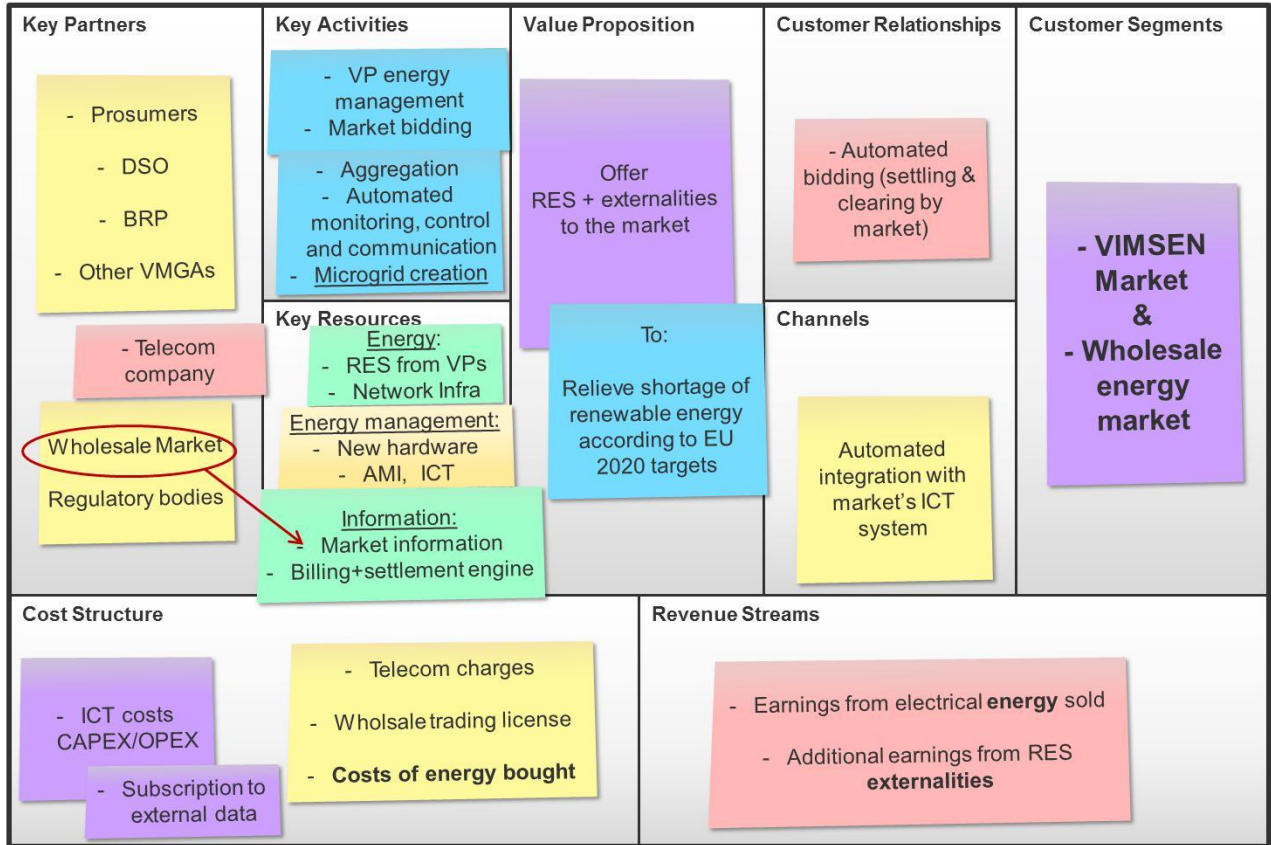 Key Partners
- Prosumers
- DSO
- BRP
- Other VMGAs
- Telecom
company
Wholesale Market
Regulatory bodies
Key Activities
- VP energy
management
- Market bidding
- Aggregation
- Automated
monitoring, control
and communication
- Microgrid creation
Key Resources
Energy:
- RES from VPs
- Network Infra
Energy management:
- New hardware
- AMI, ICT
Information:
- Market information
- Billing+settlement engine
Value Proposition
Offer
RES + externalities
to the market
To:
Relieve shortage of
renewable energy
according to EU
2020 targets
Customer Relationships
- Automated
bidding (settling &
clearing by
market)
Channels
Automated
integration with
market's ICT
system
Customer Segments
- VIMSEN
Market
&
- Wholesale
energy
market
Cost Structure
- ICT costs
CAPEX/OPEX
- Subscription to
external data
- Telecom charges
- Wholsale trading license
- Costs of energy bought
Revenue Streams
- Earnings from electrical energy sold
- Additional earnings from RES
externalities